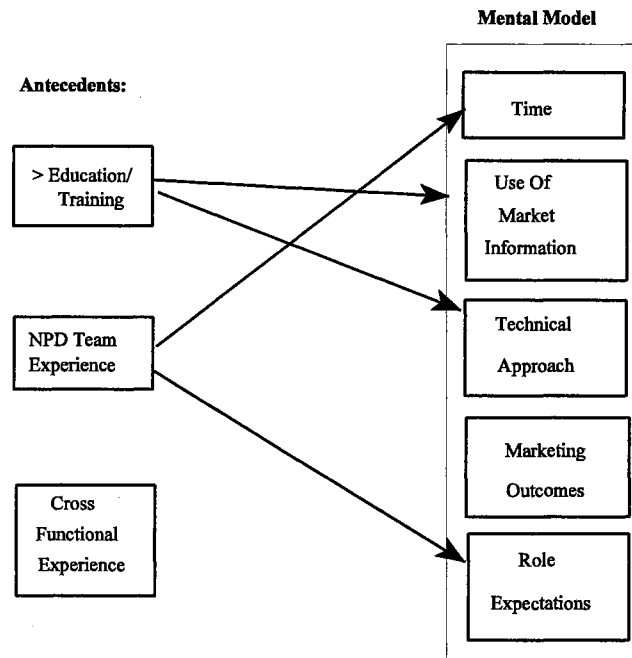 Mental Model
Antecedents:
Time
> Education/
Training
Use Of
Market
Information
NPD Team
Experience
Technical
Approach
Marketing
Outcomes
Cross
Functional
Experience
Role
Expectations